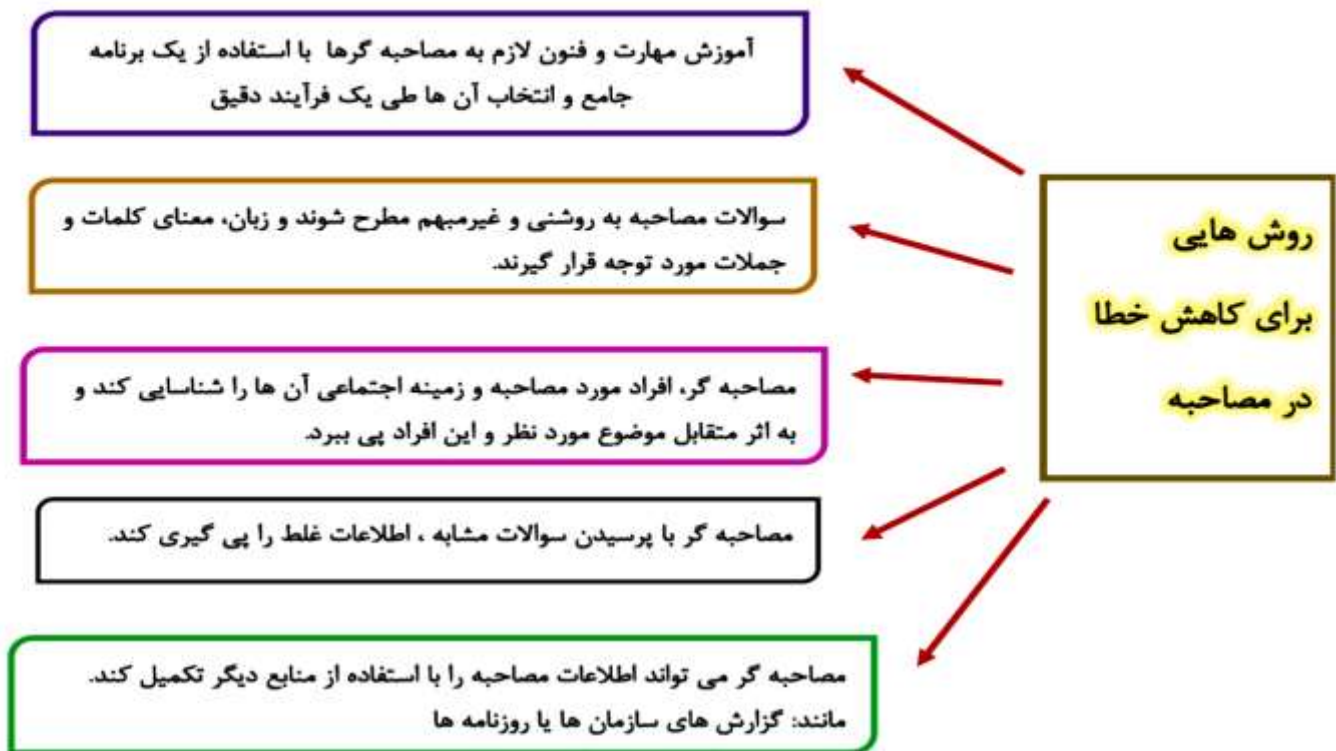 روش هایی
برای کاهش خطا
در مصاحبه
آموزش مهارت و فنون لازم به مصاحبه گرها با استفاده از یک برنامه
جامع و انتخاب آن ها طی یک فرآیند دقیق
سوالات مصاحبه به روشنی و غیرمبهم مطرح شوند و زبان، معنای کلمات و
جملات مورد توجه قرار گیرند.
مصاحبه گر، افراد مورد مصاحبه و زمینه اجتماعی آن ها را شناسایی کند و
به اثر متقابل موضوع مورد نظر و این افراد پی ببرد.
مصاحبه گر با پرسیدن سوالات مشابه ، اطلاعات غلط را پی گیری کند.
مصاحبه گر می تواند اطلاعات مصاحبه را با استفاده از منابع دیگر تکمیل کند.
مانند: گزارش های سازمان ها یا روزنامه ها